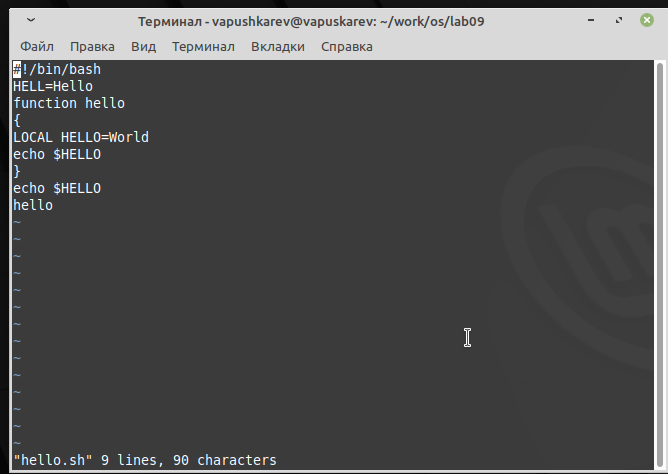 Терминал - vapushkarev@vapuskarev: ~/work/os/lab09
Файл Правка Вид Терминал Вкладки Справка
#!/bin/bash
HELL=Hello
function hello
{
LOCAL HELLO=World
echo $HELLO
}
echo $HELLO
hello
~
~
~
~
~
~
~
~
~
~
~
~
~
~
"hello.sh" 9 lines, 90 characters